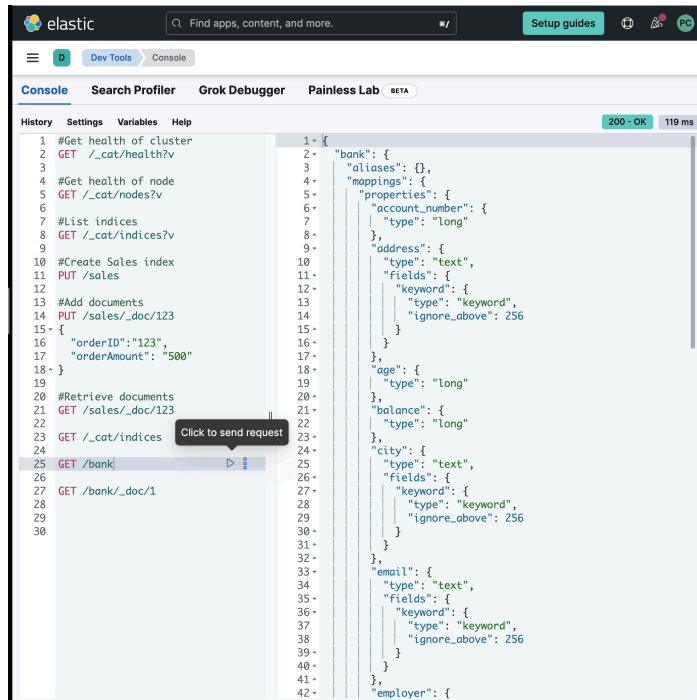 elastic
Find apps, content, and more.
⌘/
Setup guides
PC
D
Dev Tools
Console
Console
Search Profiler
Grok Debugger
Painless Lab
BETA
History
Settings
Variables
Help
200 - OK
119 ms
1 #Get health of cluster
2 GET /_cat/health?v
3
4 #Get health of node
5 GET /_cat/nodes?v
6
7 #List indices
8 GET /_cat/indices?v
9
10 #Create Sales index
11 PUT /sales
12
13 #Add documents
14 PUT /sales/_doc/123
15 {
16 "orderID":"123",
17 "orderAmount": "500"
18 }
19
20 #Retrieve documents
21 GET /sales/_doc/123
22
23 GET /_cat/indices
24
25 GET /bank
26
27 GET /bank/_doc/1
28
29
30
Click to send request
1 {
2 "bank": {
3 "aliases": {},
4 "mappings": {
5 "properties": {
6 "account_number": {
7 "type": "long"
8 },
9 "address": {
10 "type": "text",
11 "fields": {
12 "keyword": {
13 "type": "keyword",
14 "ignore_above": 256
15 }
16 }
17 },
18 "age": {
19 "type": "long"
20 },
21 "balance": {
22 "type": "long"
23 },
24 "city": {
25 "type": "text",
26 "fields": {
27 "keyword": {
28 "type": "keyword",
29 "ignore_above": 256
30 }
31 }
32 },
33 "email": {
34 "type": "text",
35 "fields": {
36 "keyword": {
37 "type": "keyword",
38 "ignore_above": 256
39 }
40 }
41 },
42 "employer": {